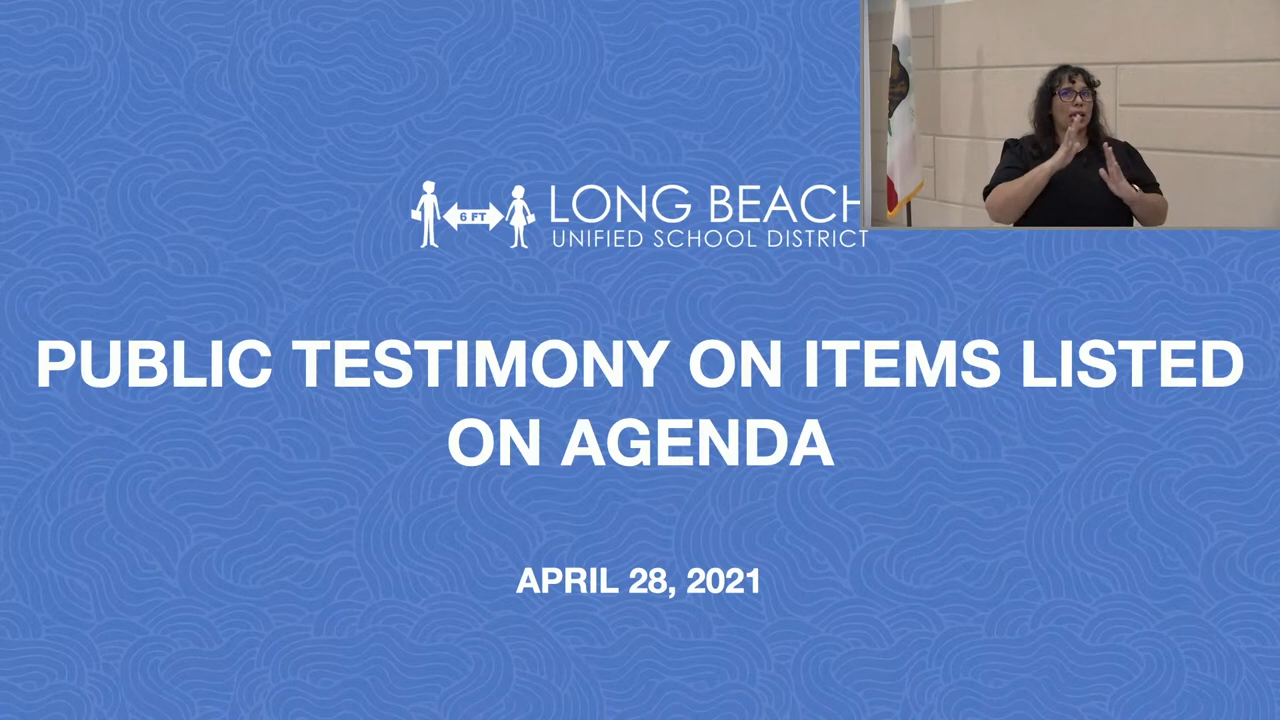 6 FT
LONG BEACH
UNIFIED SCHOOL DISTRICT
PUBLIC TESTIMONY ON ITEMS LISTED
ON AGENDA
APRIL 28, 2021